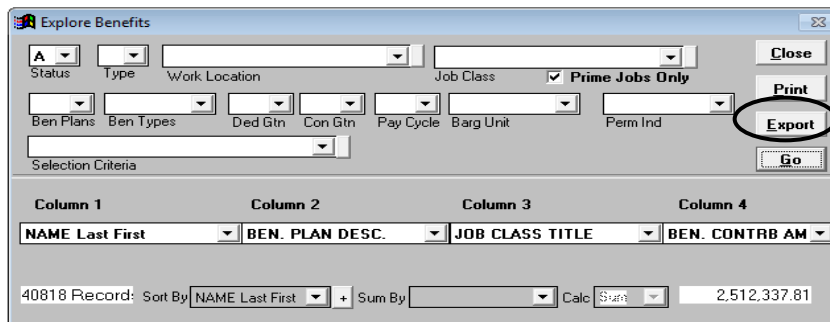 Explore Benefits
A Close
Status Type Work Location Job Class Prime Jobs Only
Print
Ben Plans Ben Types Ded Gtn Con Gtn Pay Cycle Barg Unit Perm Ind Export
Go
Selection Criteria
Column 1 Column 2 Column 3 Column 4
NAME Last First BEN. PLAN DESC. JOB CLASS TITLE BEN. CONTRB AM
40818 Record: Sort By NAME Last First + Sum By Calc Sum 2,512,337.81